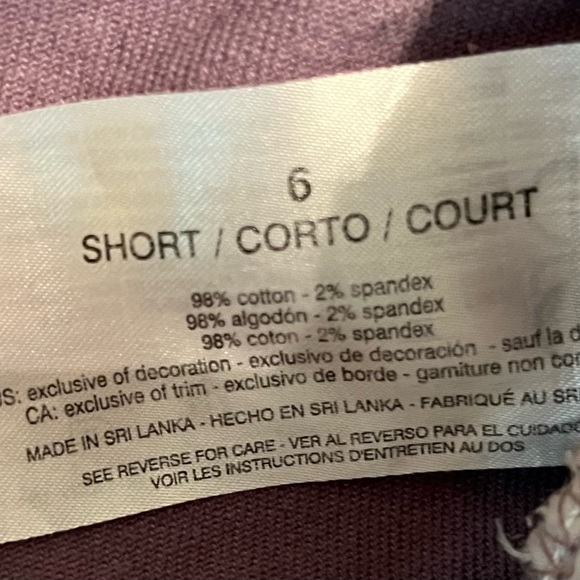 6
SHORT / CORTO / COURT
98% cotton - 2% spandex
98% algodón - 2% spandex
98% coton - 2% spandex
S: exclusive of decoration - exclusivo de decoración - sauf la d
CA: exclusive of trim - exclusivo de borde - garniture non con
MADE IN SRI LANKA - HECHO EN SRI LANKA - FABRIQUÉ AU SRI
SEE REVERSE FOR CARE - VER AL REVERSO PARA EL CUIDADO
VOIR LES INSTRUCTIONS D'ENTRETIEN AU DOS